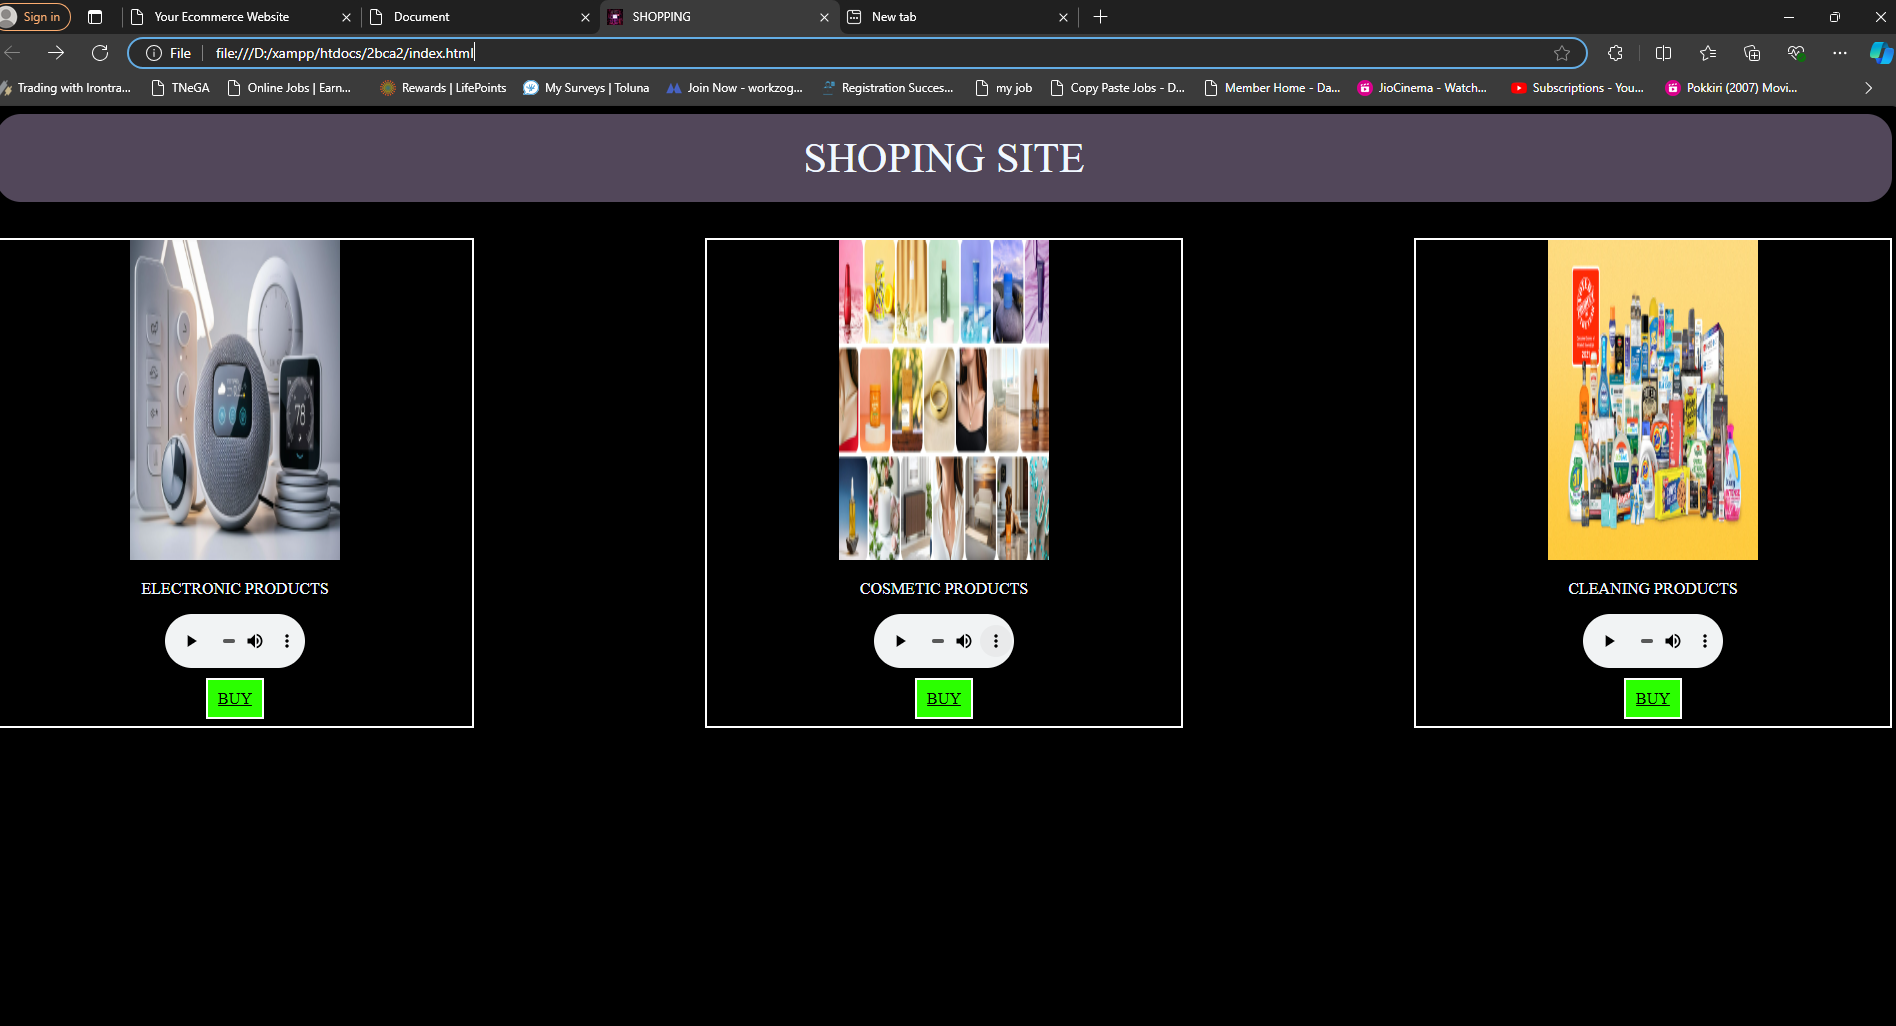 Sign in
Your Ecommerce Website
Document
SHOPPING
New tab
File
file:///D:/xampp/htdocs/2bca2/index.html
Trading with Irontra...
TNeGA
Online Jobs | Earn...
Rewards | LifePoints
My Surveys | Toluna
Join Now - workzog...
Registration Succes...
my job
Copy Paste Jobs - D...
Member Home - Da...
JioCinema - Watch...
Subscriptions - You...
Pokkiri (2007) Movi...
SHOPING SITE
78
2021
ELECTRONIC PRODUCTS
COSMETIC PRODUCTS
CLEANING PRODUCTS
BUY
BUY
BUY